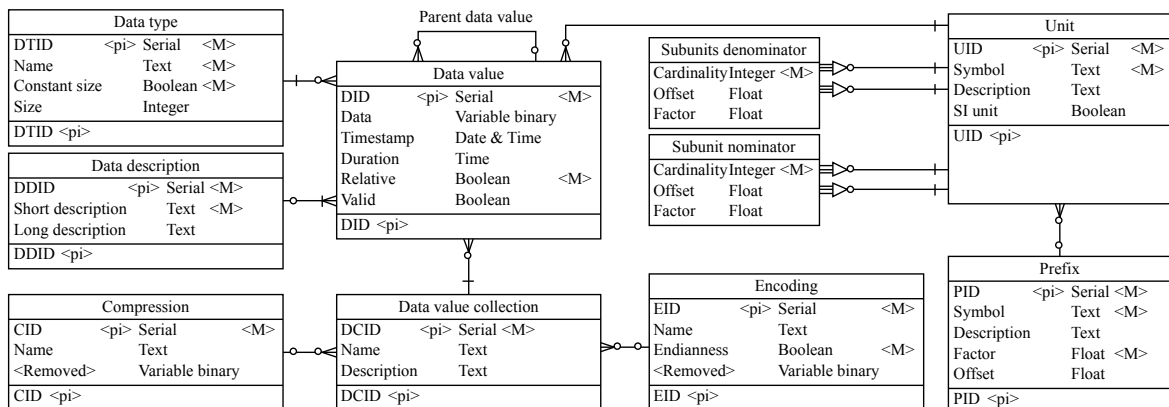 Data type
DTID <pi> Serial <M>
Name Text <M>
Constant size Boolean <M>
Size Integer
DTID <pi>
Data description
DDID <pi> Serial <M>
Short description Text <M>
Long description Text
DDID <pi>
Compression
CID <pi> Serial <M>
Name Text
<Removed> Variable binary
CID <pi>
Parent data value
Data value
DID <pi> Serial <M>
Data Variable binary
Timestamp Date & Time
Duration Time
Relative Boolean <M>
Valid Boolean
DID <pi>
Data value collection
DCID <pi> Serial <M>
Name Text
Description Text
DCID <pi>
Subunits denominator
Cardinality Integer <M>
Offset Float
Factor Float
Subunit nominator
Cardinality Integer <M>
Offset Float
Factor Float
Encoding
EID <pi> Serial <M>
Name Text
Endianness Boolean <M>
<Removed> Variable binary
EID <pi>
Unit
UID <pi> Serial <M>
Symbol Text <M>
Description Text
SI unit Boolean
UID <pi>
Prefix
PID <pi> Serial <M>
Symbol Text <M>
Description Text
Factor Float <M>
Offset Float
PID <pi>